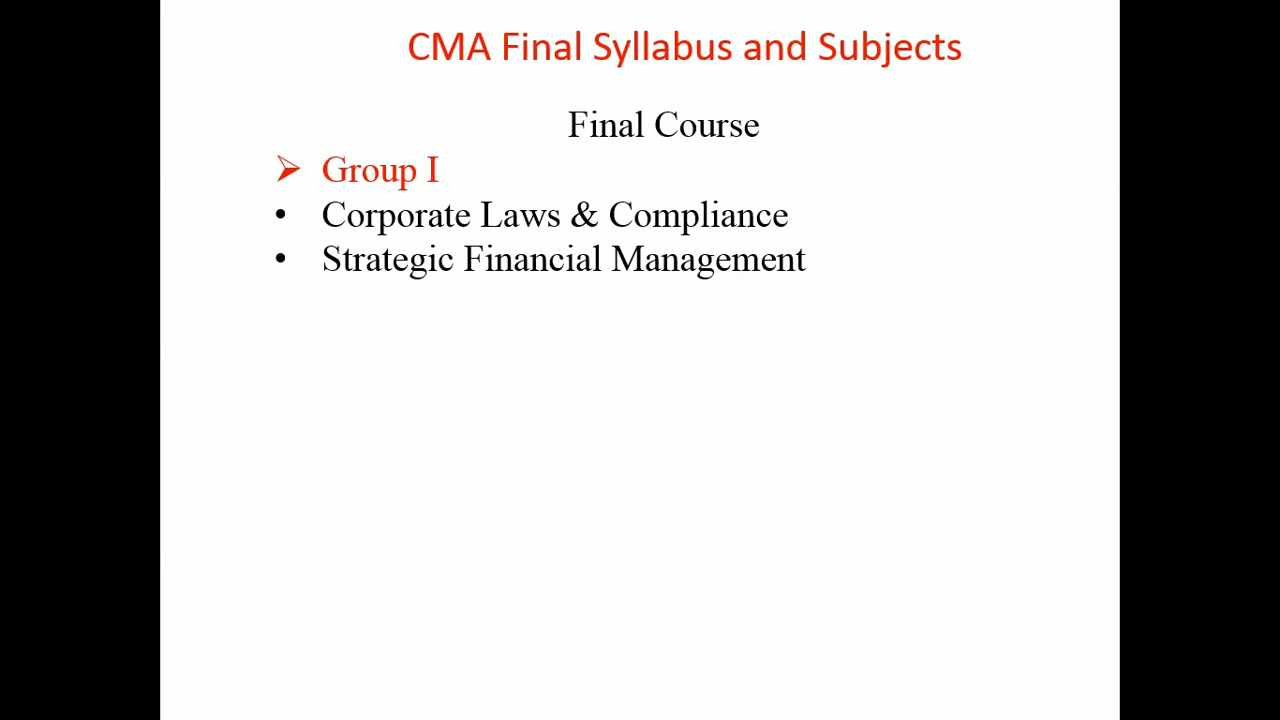 CMA Final Syllabus and Subjects
Final Course
➢ Group I
• Corporate Laws & Compliance
• Strategic Financial Management